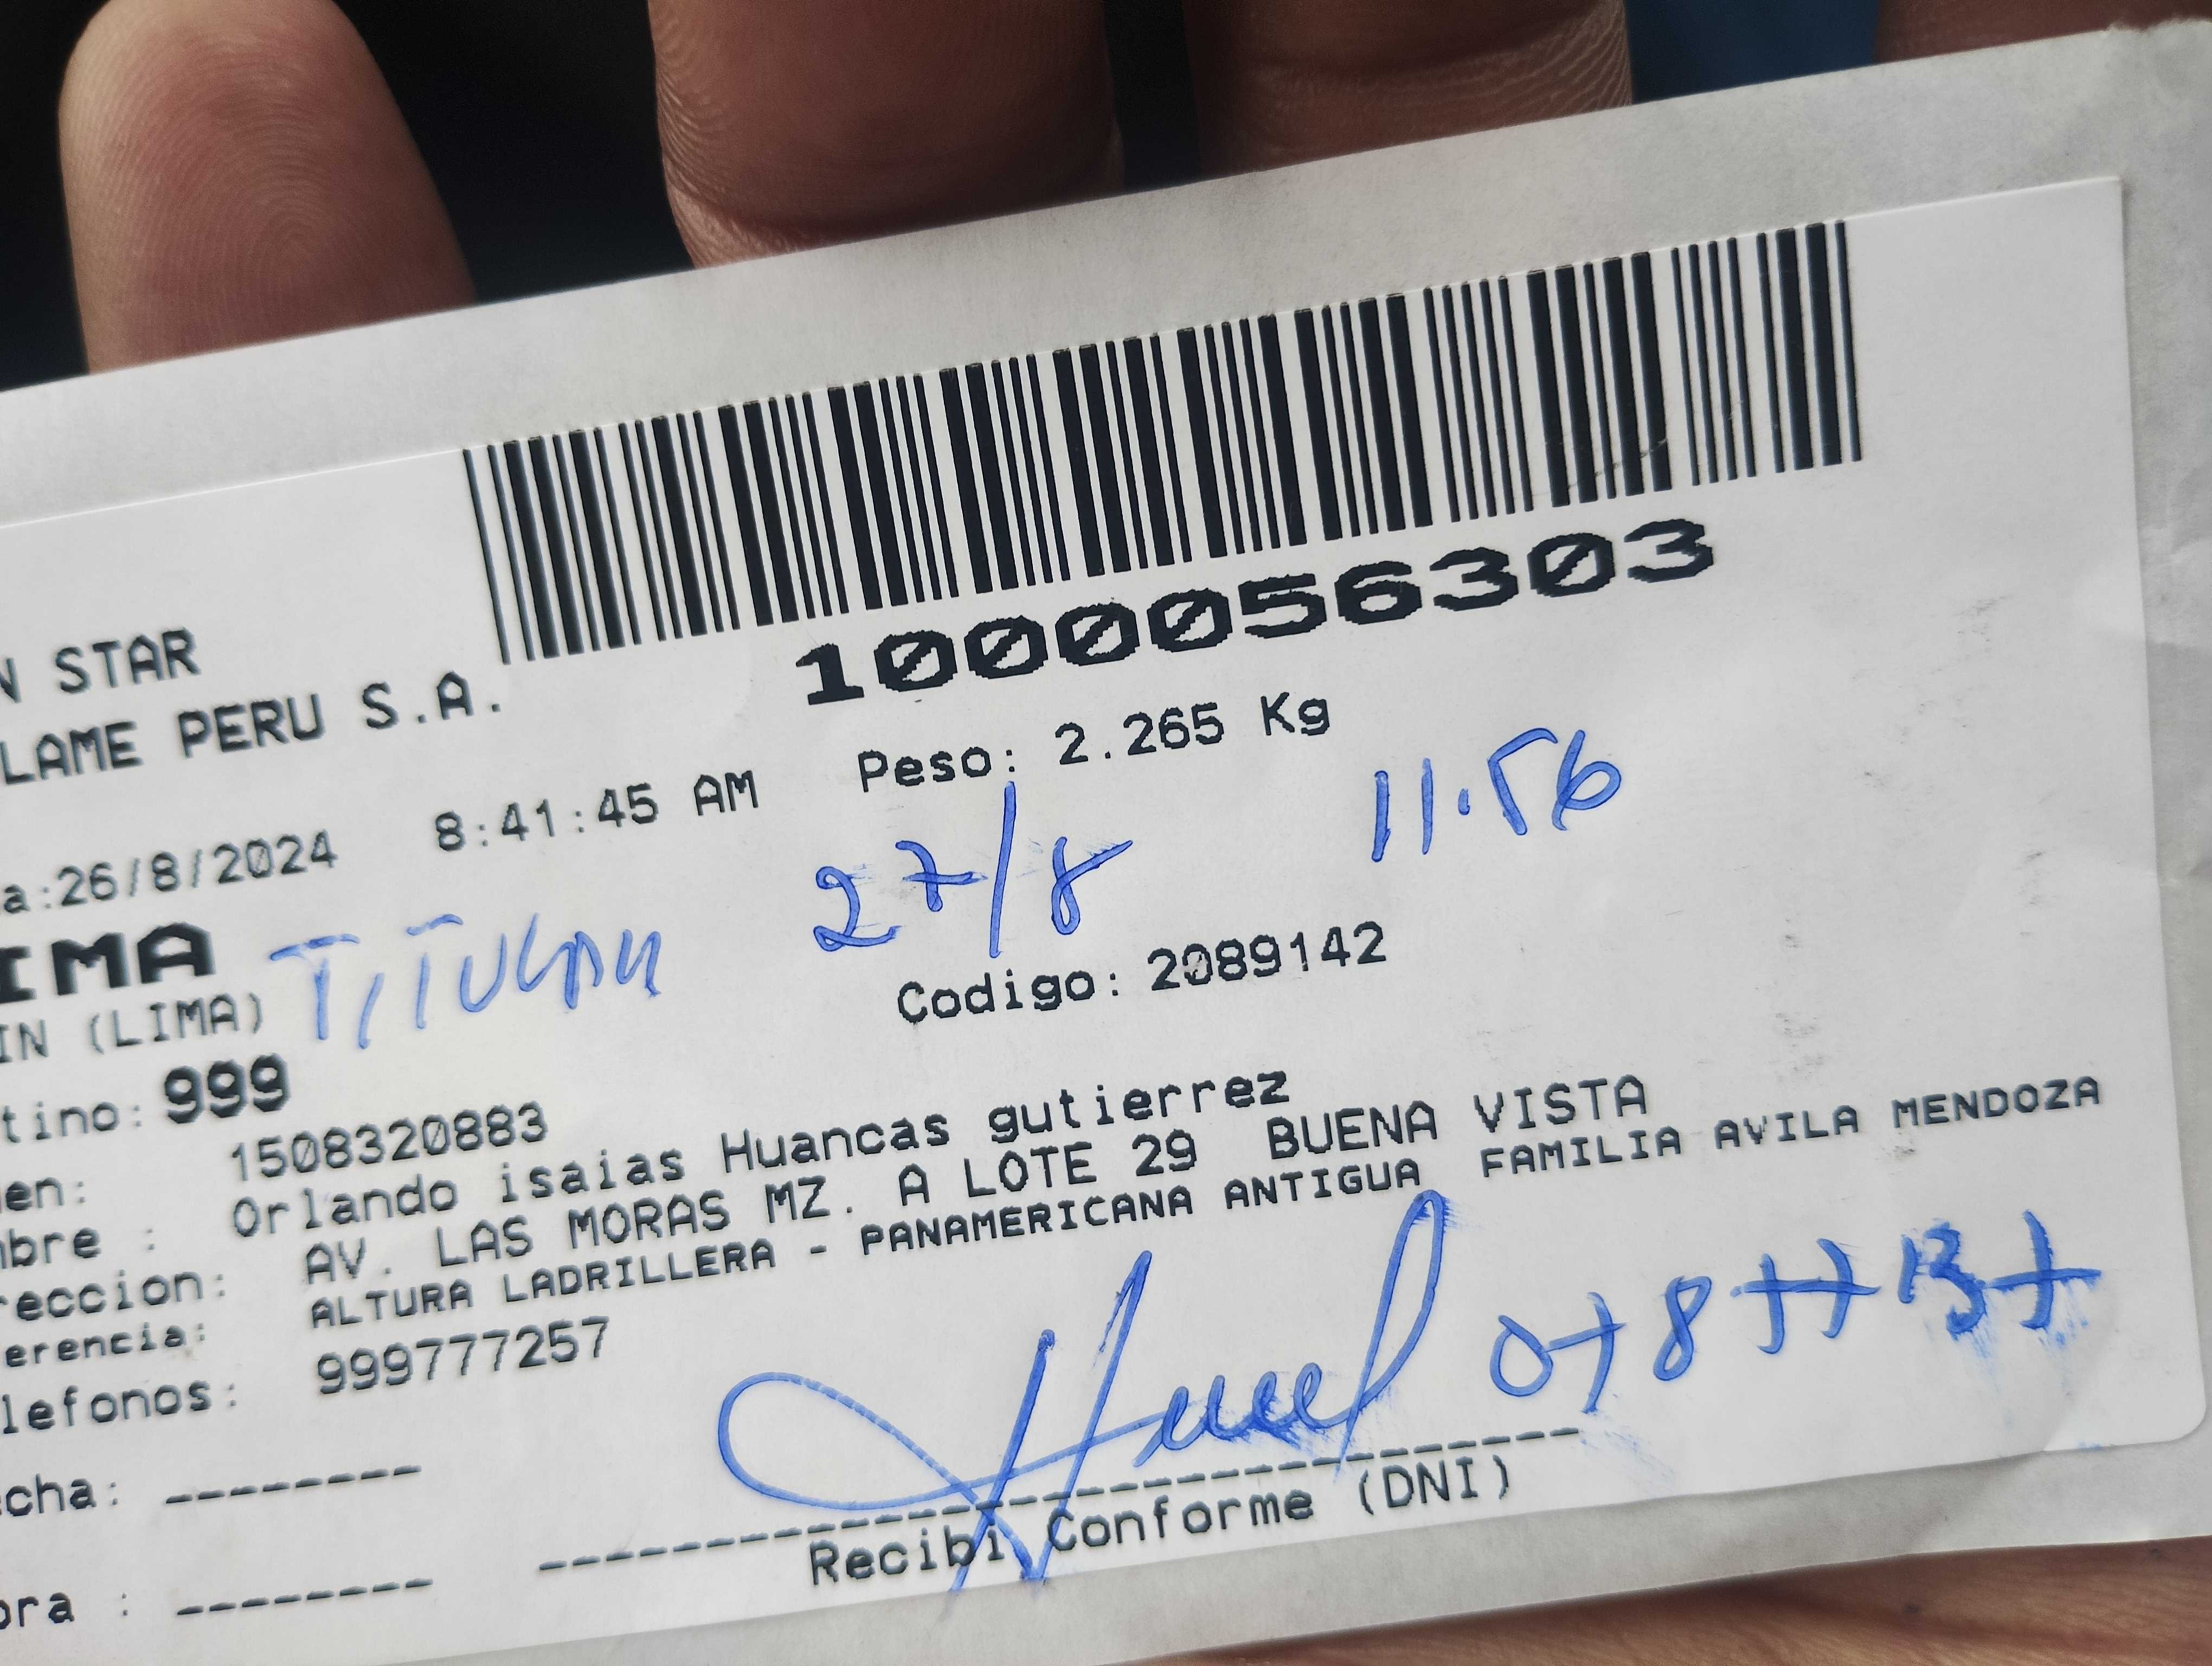 1000056303
N STAR
LAME PERU S.A.
Peso: 2.265 Kg
a:26/8/2024 8:41:45 AM
27/8 11.56
IMA TITULAR
IN (LIMA)
Codigo: 2089142
tino: 999
en: 1508320883
bre : Orlando isaias Huancas gutierrez
reccion: AV. LAS MORAS MZ. A LOTE 29 BUENA VISTA
erencia: ALTURA LADRILLERA - PANAMERICANA ANTIGUA FAMILIA AVILA MENDOZA
lefonos: 999777257
cha: --------
ora : --------
Recibi Conforme (DNI)